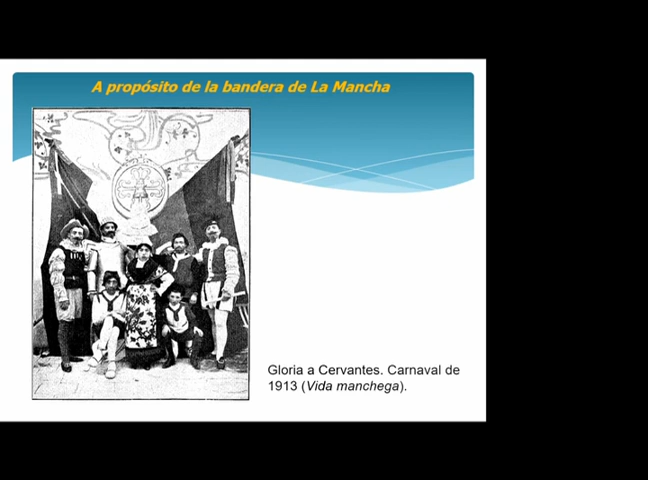 A propósito de la bandera de La Mancha
Gloria a Cervantes. Carnaval de
1913 (Vida manchega).